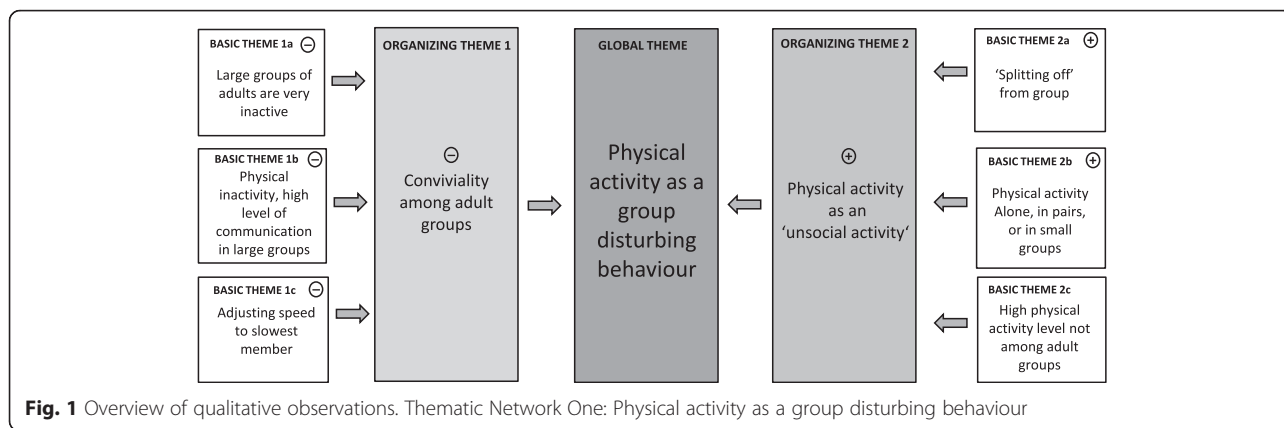 BASIC THEME 1a ⊖
Large groups of
adults are very
inactive
BASIC THEME 1b ⊖
Physical
inactivity, high
level of
communication
in large groups
BASIC THEME 1c ⊖
Adjusting speed
to slowest
member
ORGANIZING THEME 1
⊖
Conviviality
among adult
groups
GLOBAL THEME
Physical
activity as a
group
disturbing
behaviour
ORGANIZING THEME 2
⊕
Physical activity
as an
‘unsocial activity‘
BASIC THEME 2a ⊕
‘Splitting off’
from group
BASIC THEME 2b ⊕
Physical activity
Alone, in pairs,
or in small
groups
BASIC THEME 2c
High physical
activity level not
among adult
groups
Fig. 1 Overview of qualitative observations. Thematic Network One: Physical activity as a group disturbing behaviour